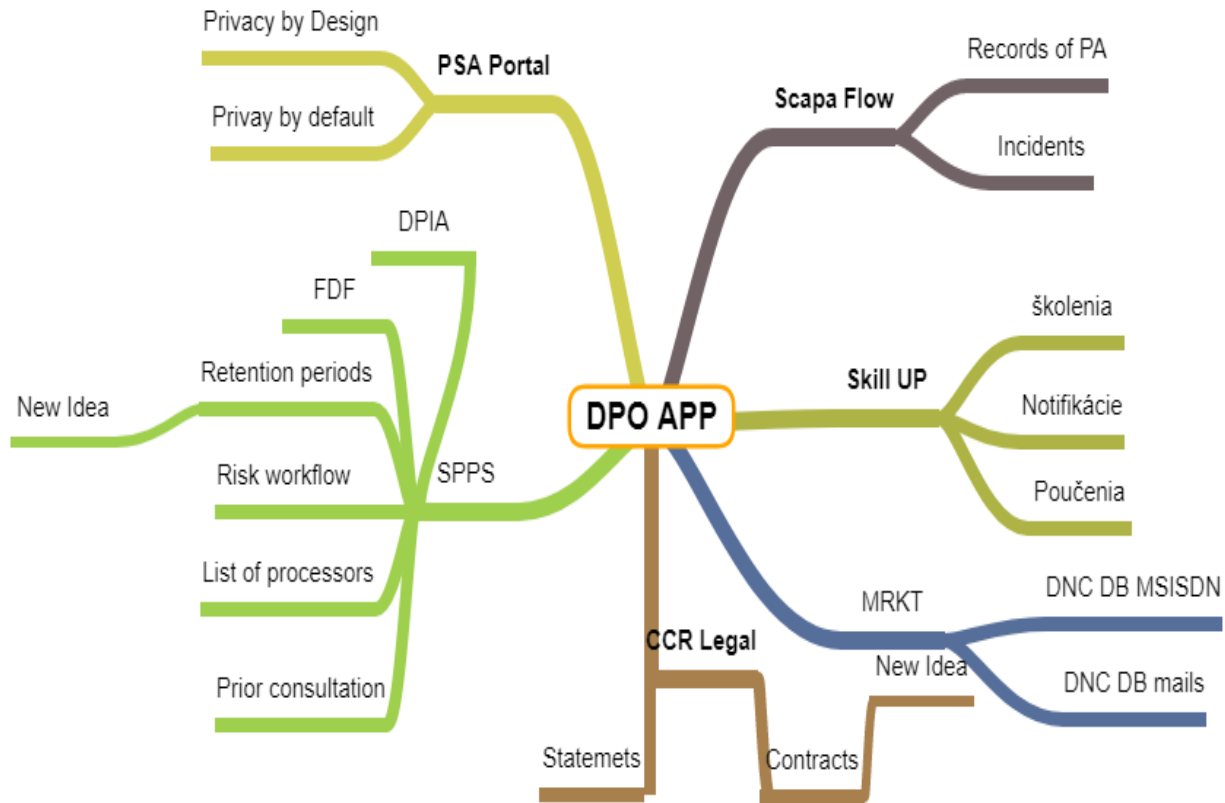 Privacy by Design
PSA Portal
Privay by default
Scapa Flow
Records of PA
Incidents
DPIA
FDF
Retention periods
New Idea
Risk workflow
SPPS
List of processors
Prior consultation
DPO APP
Skill UP
školenia
Notifikácie
Poučenia
MRKT
DNC DB MSISDN
DNC DB mails
CCR Legal
New Idea
Statemets
Contracts